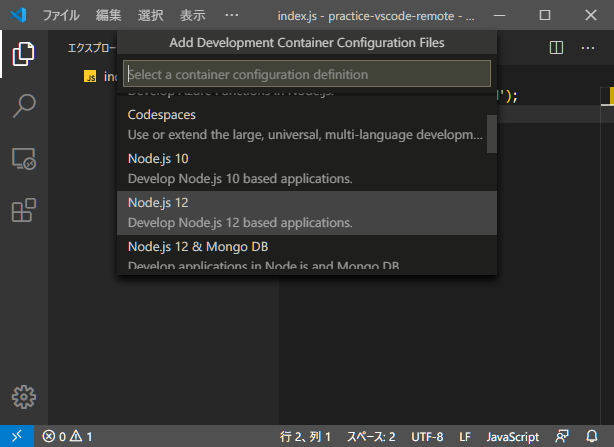 ファイル 編集 選択 表示 ··· index.js - practice-vscode-remote - ...
Add Development Container Configuration Files
エクスプロー
Select a container configuration definition
JS in
Develop Azure Functions in Node.js.
');
Codespaces
Use or extend the large, universal, multi-language developm...
Node.js 10
Develop Node.js 10 based applications.
Node.js 12
Develop Node.js 12 based applications.
Node.js 12 & Mongo DB
Develop applications in Node.js and Mongo DB.
0 1 行 2、列 1 スペース: 2 UTF-8 LF JavaScript